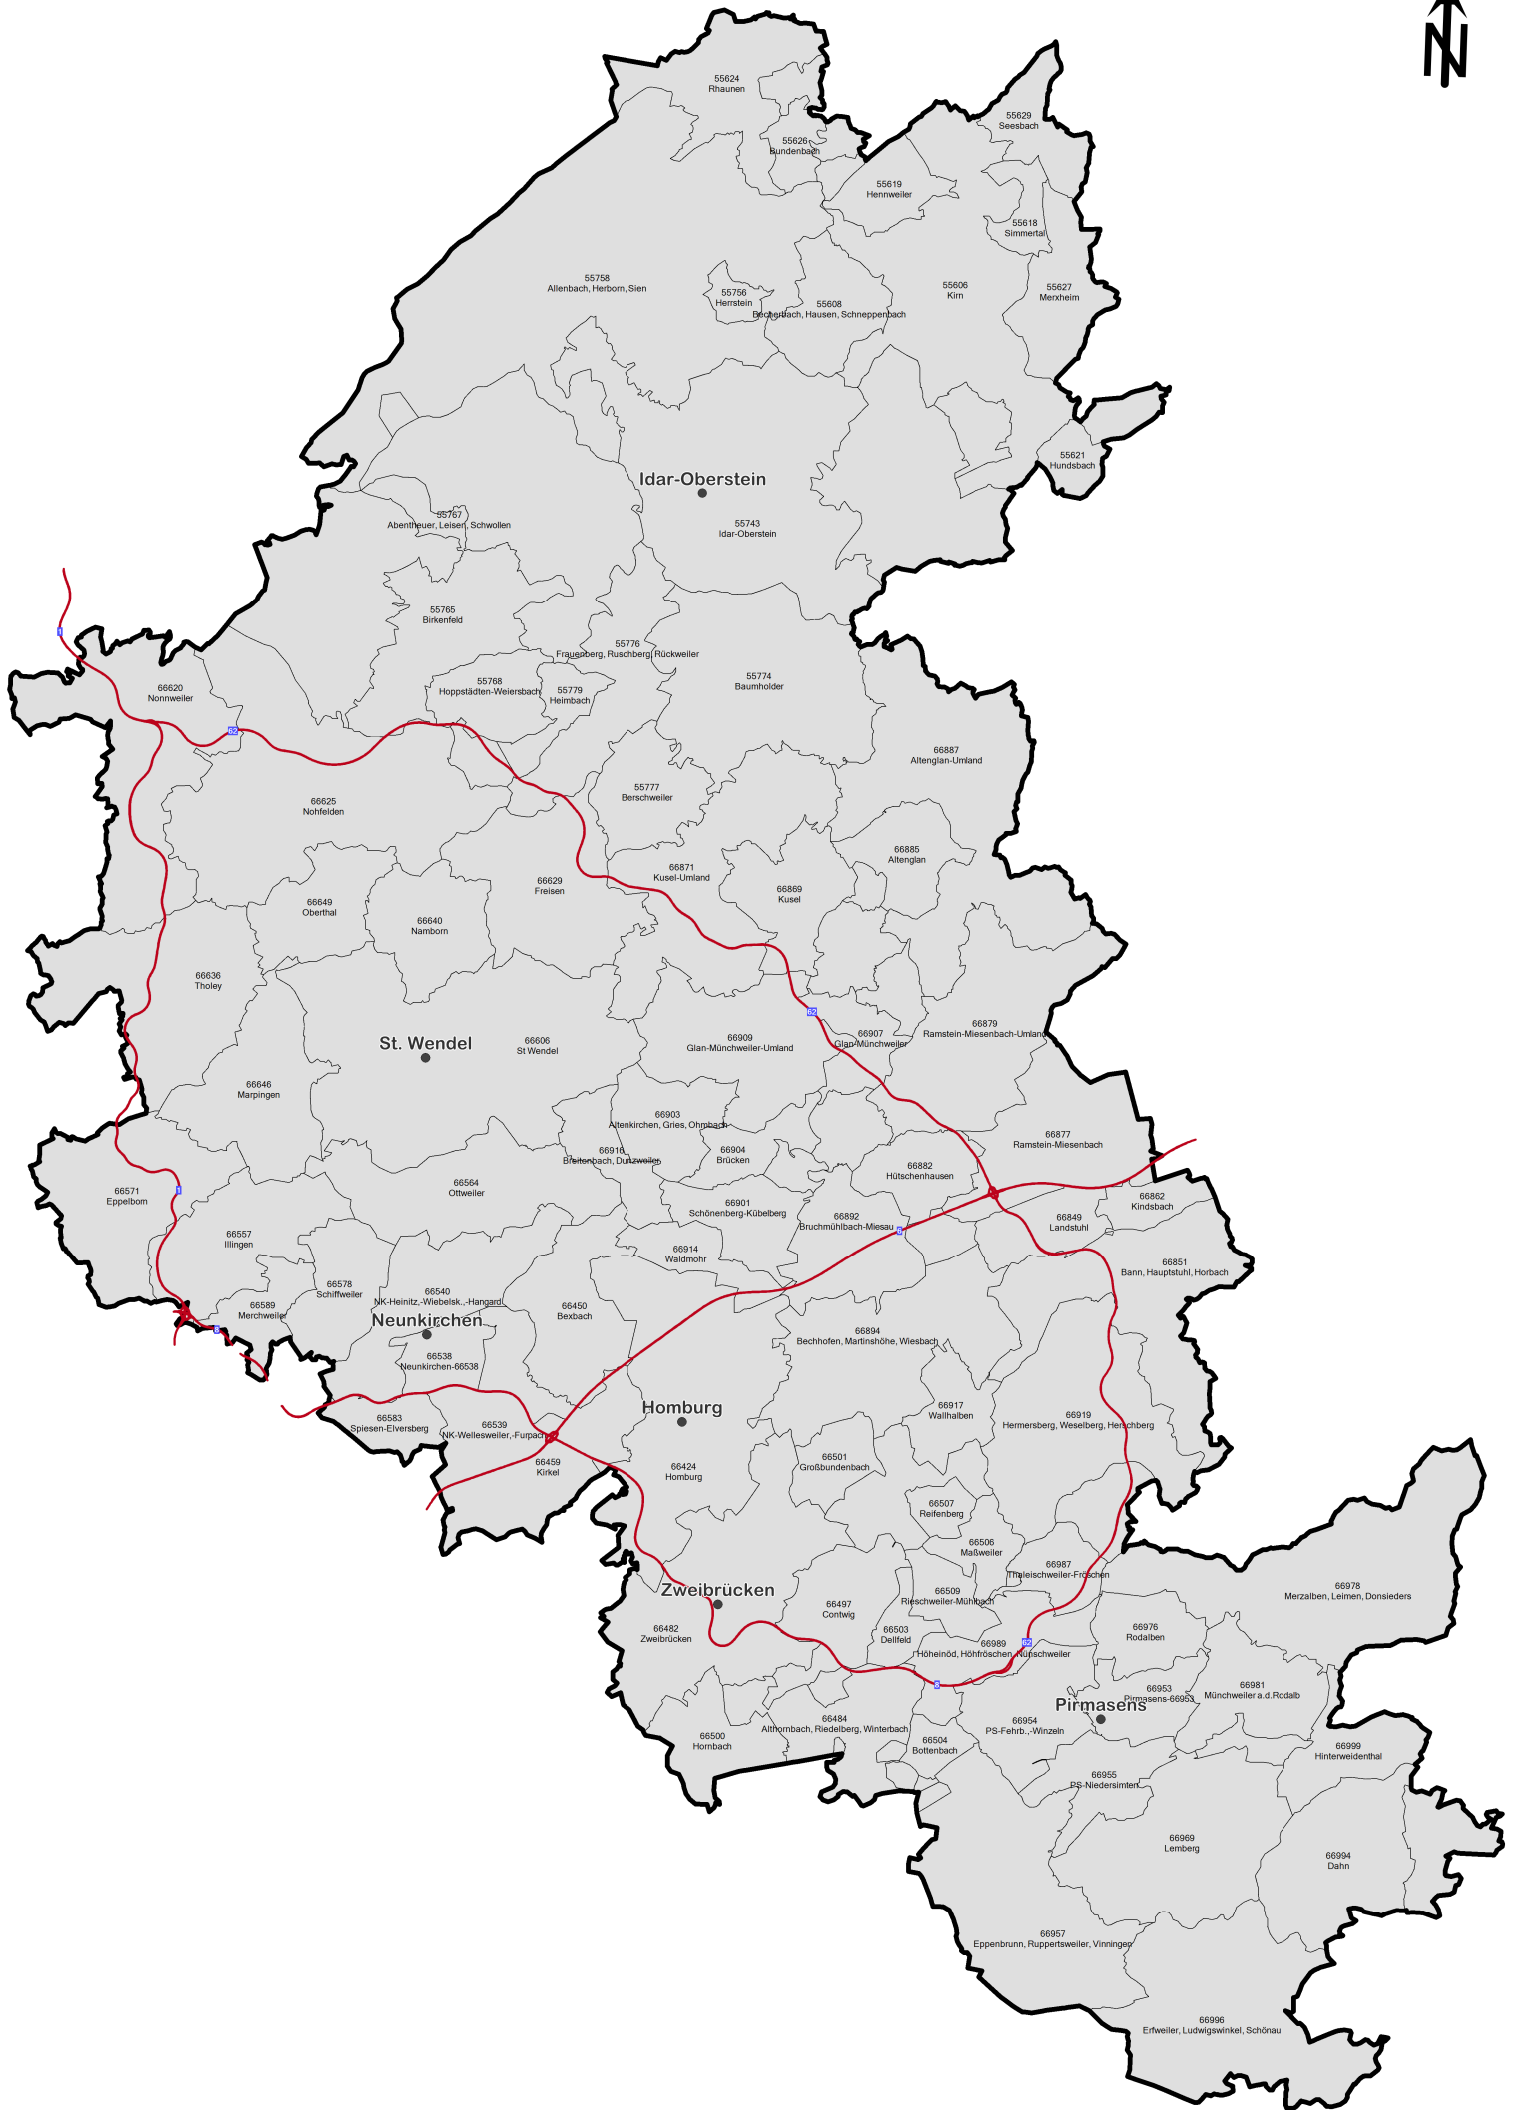 N
55624
Rhaunen
55629
Seesbach
55626
Bundenbach
55619
Hennweiler
55618
Simmertal
55758
Allenbach, Herborn,Sien
55756
Herrstein
55608
Becherbach, Hausen, Schneppenbach
55606
Kirn
55627
Merxheim
55621
Hundsbach
Idar-Oberstein
55743
Idar-Oberstein
55767
Abentheuer, Leisen, Schwollen
55765
Birkenfeld
55776
Frauenberg, Ruschberg, Rückweiler
1
55768
Hoppstädten-Weiersbach
55779
Heimbach
55774
Baumholder
66620
Nonnweiler
62
66887
Altenglan-Umland
55777
Berschweiler
66625
Nohfelden
66885
Altenglan
66871
Kusel-Umland
66629
Freisen
66869
Kusel
66649
Oberthal
66640
Namborn
66636
Tholey
62
66879
Ramstein-Miesenbach-Umland
66907
Glan-Münchweiler
66909
Glan-Münchweiler-Umland
St. Wendel
66606
St Wendel
66646
Marpingen
66903
Altenkirchen, Gries, Ohmbach
66877
Ramstein-Miesenbach
66916
Breitenbach, Dunzweiler
66904
Brücken
66882
Hütschenhausen
66571
Eppelborn
1
66564
Ottweiler
66862
Kindsbach
66901
Schönenberg-Kübelberg
66892
Bruchmühlbach-Miesau
6
66849
Landstuhl
66557
Illingen
66914
Waldmohr
66851
Bann, Hauptstuhl, Horbach
66578
Schiffweiler
66540
NK-Heinitz,-Wiebelsk.,-Hangard
66450
Bexbach
66589
Merchweiler
8
Neunkirchen
66894
Bechhofen, Martinshöhe, Wiesbach
66538
Neunkirchen-66538
Homburg
66917
Wallhalben
66919
Hermersberg, Weselberg, Herschberg
66583
Spiesen-Elversberg
66539
NK-Wellesweiler,-Furpach
66459
Kirkel
66424
Homburg
66501
Großbundenbach
66507
Reifenberg
66506
Maßweiler
66987
Thaleischweiler-Fröschen
66978
Merzalben, Leimen, Donsieders
Zweibrücken
66509
Rieschweiler-Mühlbach
66497
Contwig
66482
Zweibrücken
66503
Dellfeld
66989
Höheinöd, Höhfröschen, Nünschweiler
62
66976
Rodalben
8
66953
Pirmasens-66953
66981
Münchweiler a.d.Rodalb
Pirmasens
66954
PS-Fehrb.,-Winzeln
66484
Althornbach, Riedelberg, Winterbach
66500
Hornbach
66504
Bottenbach
66999
Hinterweidenthal
66955
PS-Niedersimten
66969
Lemberg
66994
Dahn
66957
Eppenbrunn, Ruppertsweiler, Vinningen
66996
Erfweiler, Ludwigswinkel, Schönau